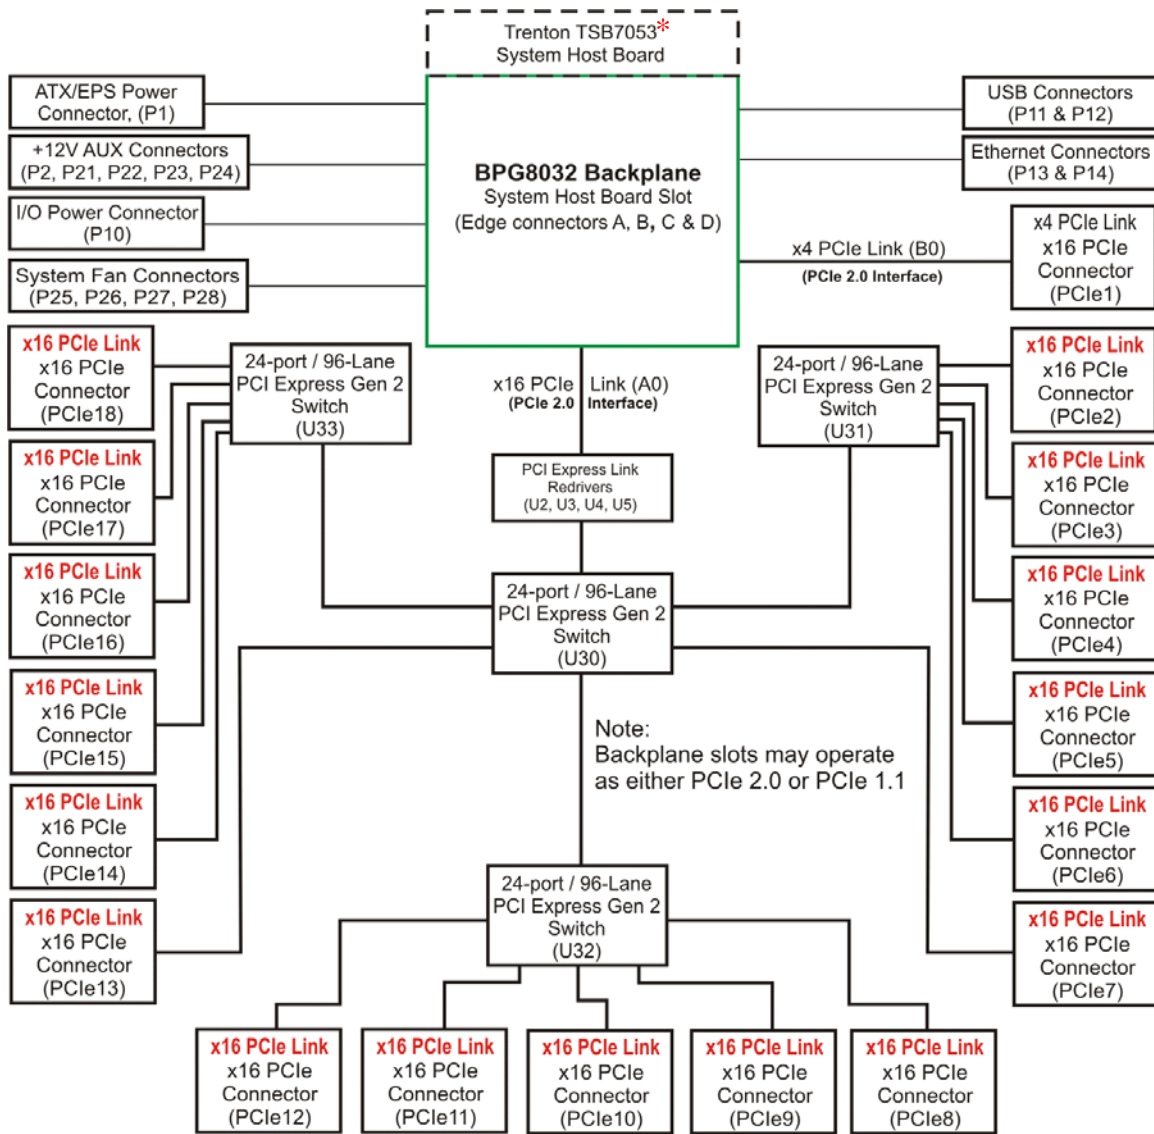 Trenton TSB7053*
System Host Board
ATX/EPS Power
Connector, (P1)
+12V AUX Connectors
(P2, P21, P22, P23, P24)
I/O Power Connector
(P10)
System Fan Connectors
(P25, P26, P27, P28)
BPG8032 Backplane
System Host Board Slot
(Edge connectors A, B, C & D)
USB Connectors
(P11 & P12)
Ethernet Connectors
(P13 & P14)
x4 PCIe Link (B0)
(PCIe 2.0 Interface)
x4 PCIe Link
x16 PCIe
Connector
(PCIe1)
x16 PCIe Link
x16 PCIe
Connector
(PCIe18)
24-port / 96-Lane
PCI Express Gen 2
Switch
(U33)
x16 PCIe Link (A0)
(PCIe 2.0 Interface)
24-port / 96-Lane
PCI Express Gen 2
Switch
(U31)
x16 PCIe Link
x16 PCIe
Connector
(PCIe2)
x16 PCIe Link
x16 PCIe
Connector
(PCIe17)
PCI Express Link
Redrivers
(U2, U3, U4, U5)
x16 PCIe Link
x16 PCIe
Connector
(PCIe3)
x16 PCIe Link
x16 PCIe
Connector
(PCIe16)
24-port / 96-Lane
PCI Express Gen 2
Switch
(U30)
x16 PCIe Link
x16 PCIe
Connector
(PCIe4)
x16 PCIe Link
x16 PCIe
Connector
(PCIe15)
Note:
Backplane slots may operate
as either PCIe 2.0 or PCIe 1.1
x16 PCIe Link
x16 PCIe
Connector
(PCIe5)
x16 PCIe Link
x16 PCIe
Connector
(PCIe14)
x16 PCIe Link
x16 PCIe
Connector
(PCIe6)
x16 PCIe Link
x16 PCIe
Connector
(PCIe13)
24-port / 96-Lane
PCI Express Gen 2
Switch
(U32)
x16 PCIe Link
x16 PCIe
Connector
(PCIe7)
x16 PCIe Link
x16 PCIe
Connector
(PCIe12)
x16 PCIe Link
x16 PCIe
Connector
(PCIe11)
x16 PCIe Link
x16 PCIe
Connector
(PCIe10)
x16 PCIe Link
x16 PCIe
Connector
(PCIe9)
x16 PCIe Link
x16 PCIe
Connector
(PCIe8)